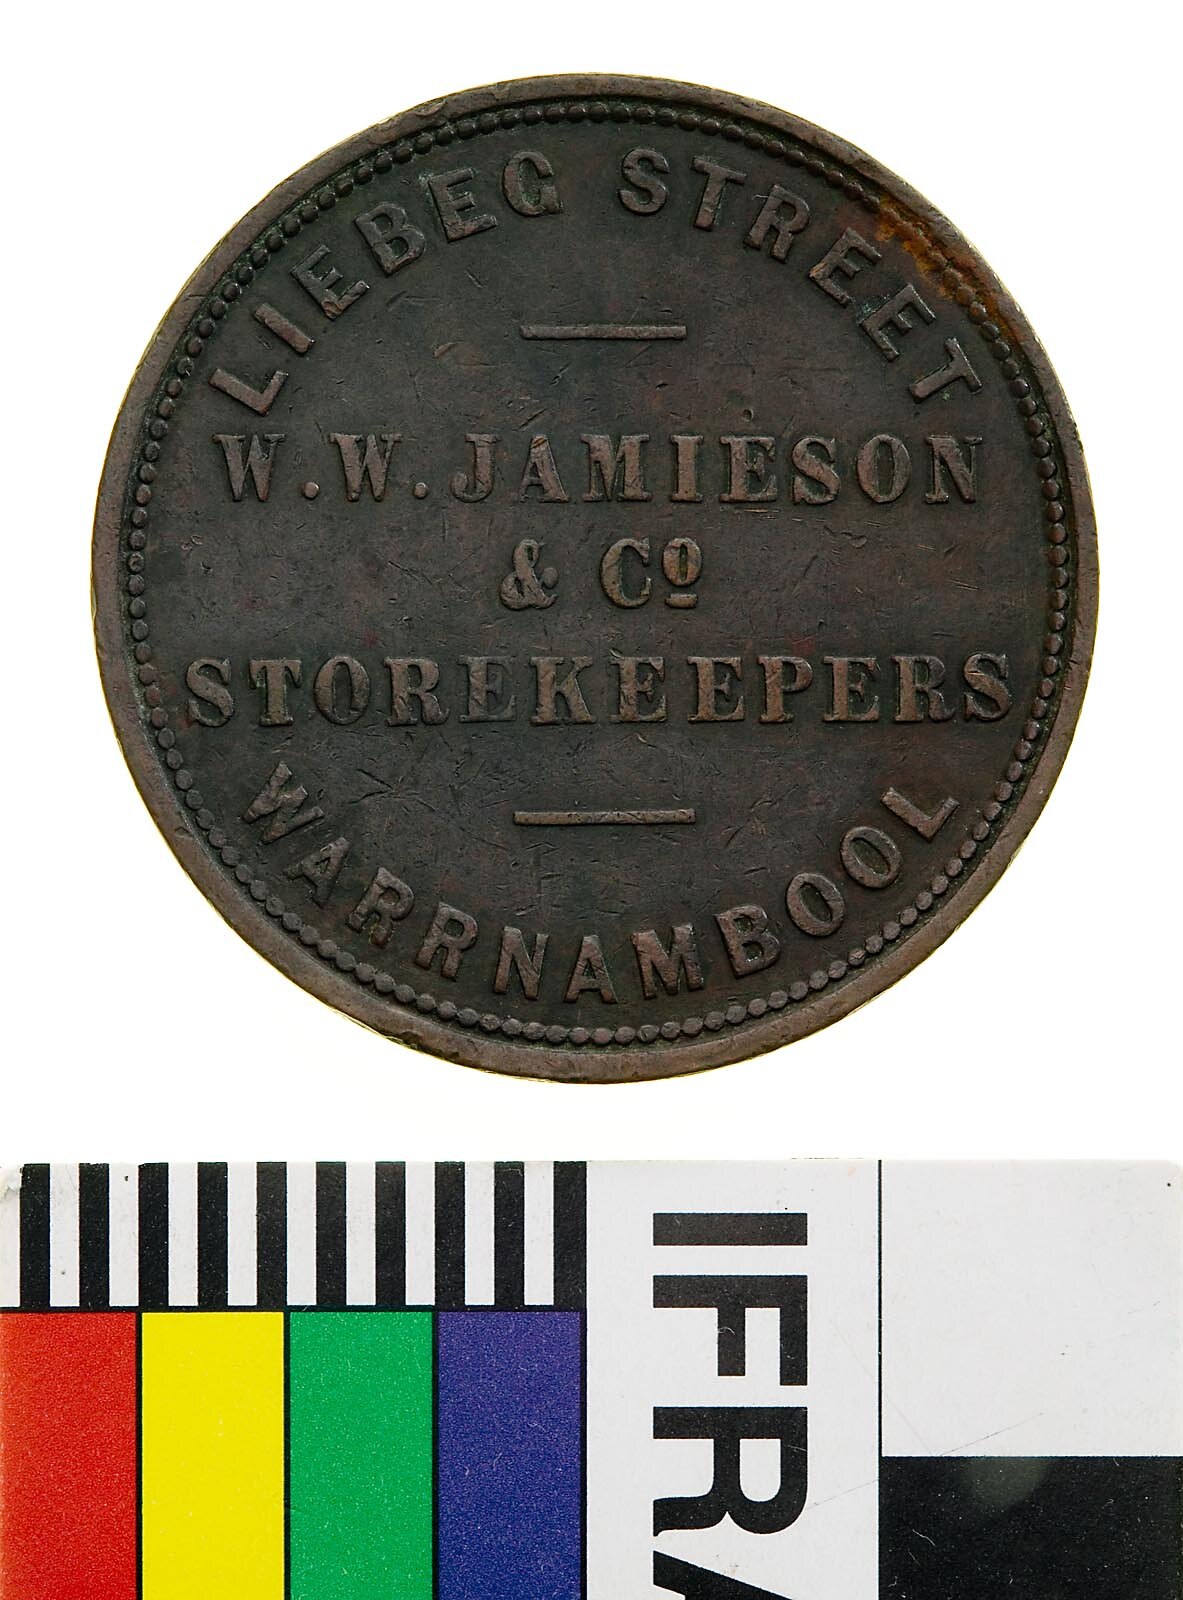 LIEBEG STREET
W.W. JAMIESON
& Cº
STOREKEEPERS
WARRNAMBOOL
IFRA